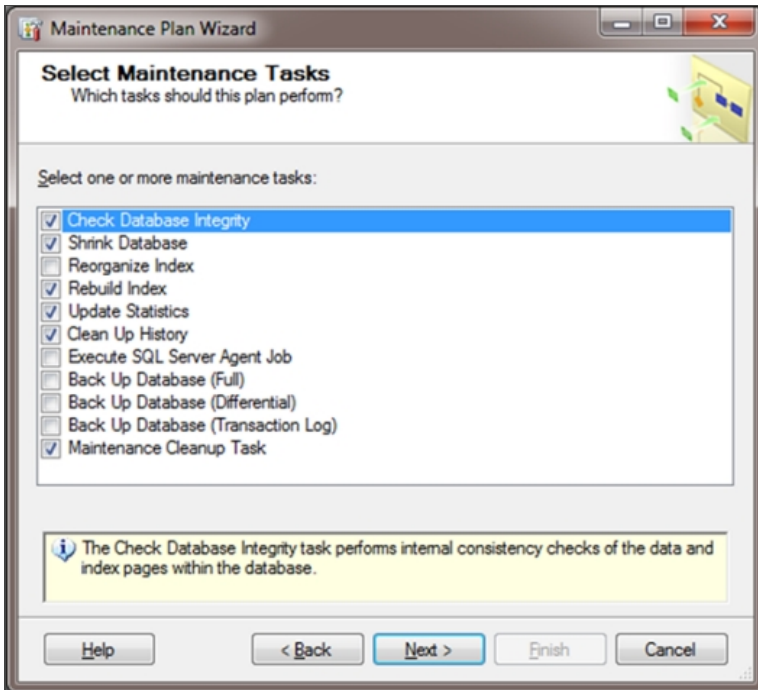 Maintenance Plan Wizard
Select Maintenance Tasks
Which tasks should this plan perform?
Select one or more maintenance tasks:
Check Database Integrity
Shrink Database
Reorganize Index
Rebuild Index
Update Statistics
Clean Up History
Execute SQL Server Agent Job
Back Up Database (Full)
Back Up Database (Differential)
Back Up Database (Transaction Log)
Maintenance Cleanup Task
The Check Database Integrity task performs internal consistency checks of the data and
index pages within the database.
Help
< Back
Next >
Finish
Cancel